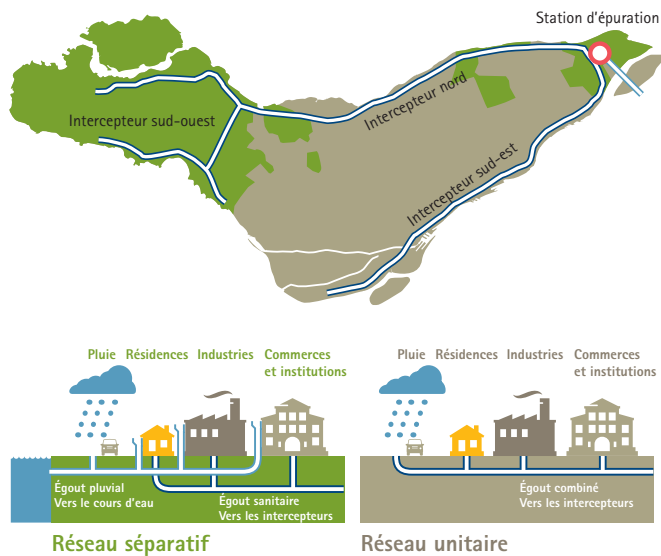 Station d'épuration
Intercepteur nord
Intercepteur sud-ouest
Intercepteur sud-est
Pluie Résidences Industries Commerces
et institutions
Égout pluvial
Vers le cours d'eau
Égout sanitaire
Vers les intercepteurs
Réseau séparatif
Pluie Résidences Industries Commerces
et institutions
Égout combiné
Vers les intercepteurs
Réseau unitaire